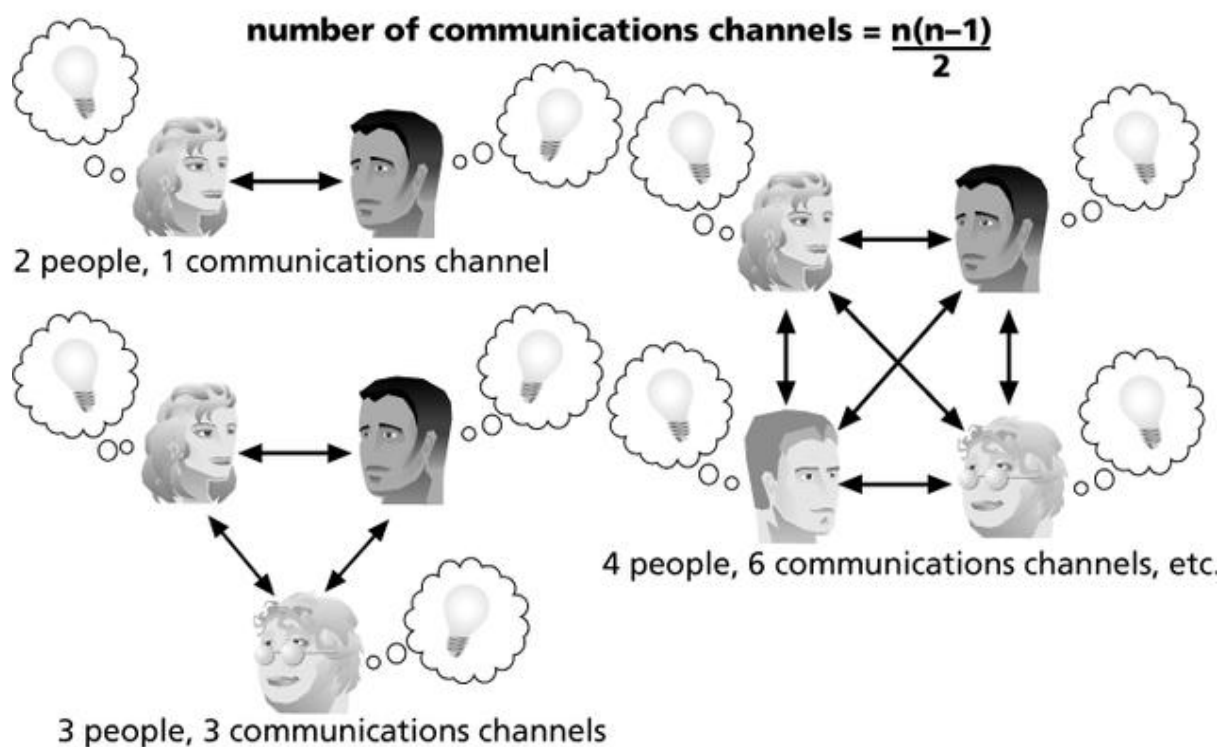 number of communications channels = n(n–1)
2
2 people, 1 communications channel
4 people, 6 communications channels, etc.
3 people, 3 communications channels